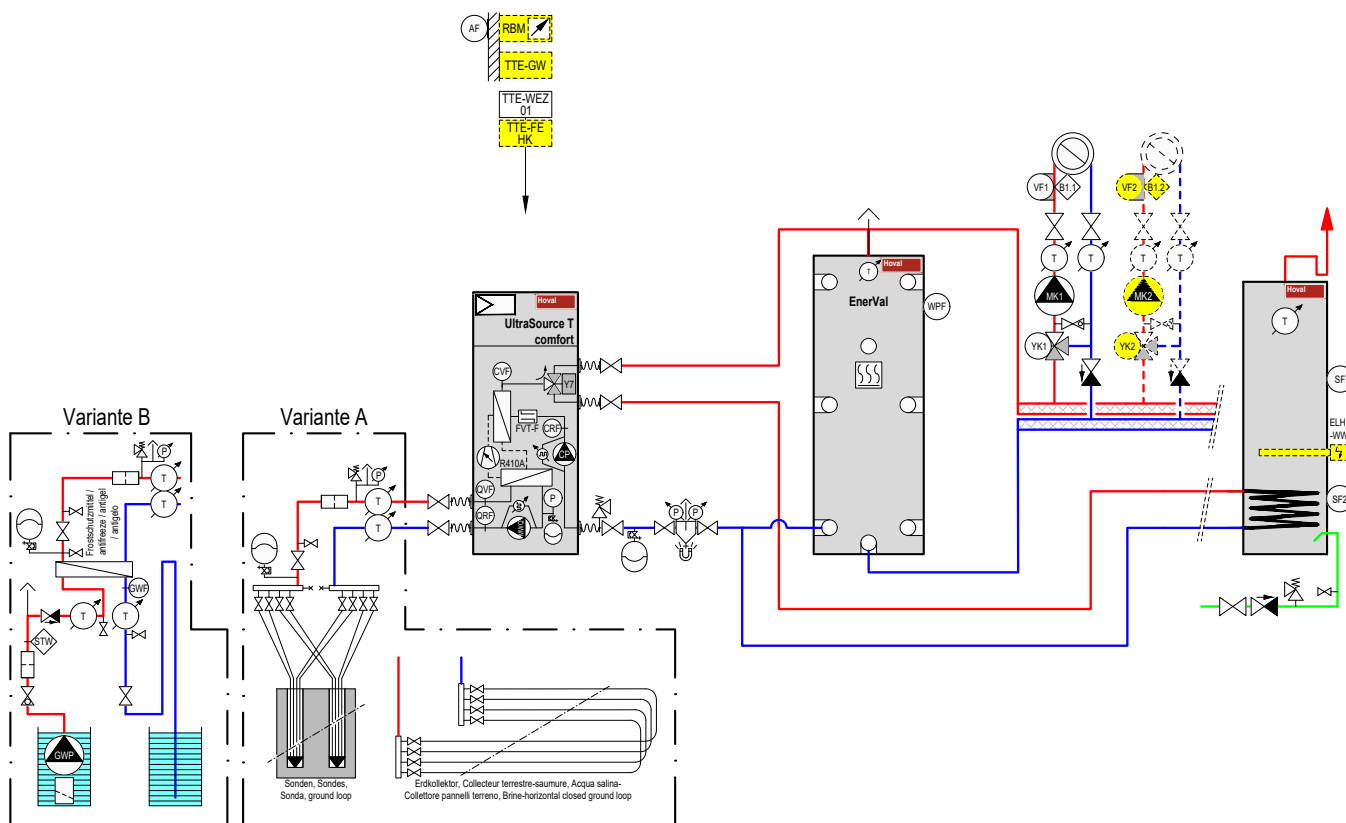 AF
RBM
TTE-GW
TTE-WEZ
01
TTE-FE
HK
VF1
B1.1
VF2
B1.2
T
T
T
T
MK1
MK2
YK1
YK2
Hoval
T
EnerVal
WPF
Hoval
T
ELH
-WW
SF2
Hoval
UltraSource T
comfort
CVF
Y7
FVT-F
CRF
CP
R410A
QVF
QRF
P
P
P
Variante B
P
T
T
Frostschutzmittel /
antifreeze / antigel
/ antigelo
GWF
T
T
STW
GWP
Variante A
P
T
T
Sonden, Sondes,
Sonda, ground loop
Erdkollektor, Collecteur terrestre-saumure, Acqua salina-
Collettore pannelli terreno, Brine-horizontal closed ground loop